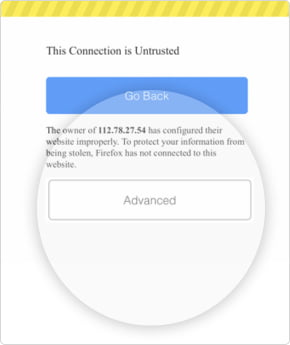 This Connection is Untrusted
Go Back
The owner of 112.78.27.54 has configured their
website improperly. To protect your information from
being stolen, Firefox has not connected to this
website.
Advanced